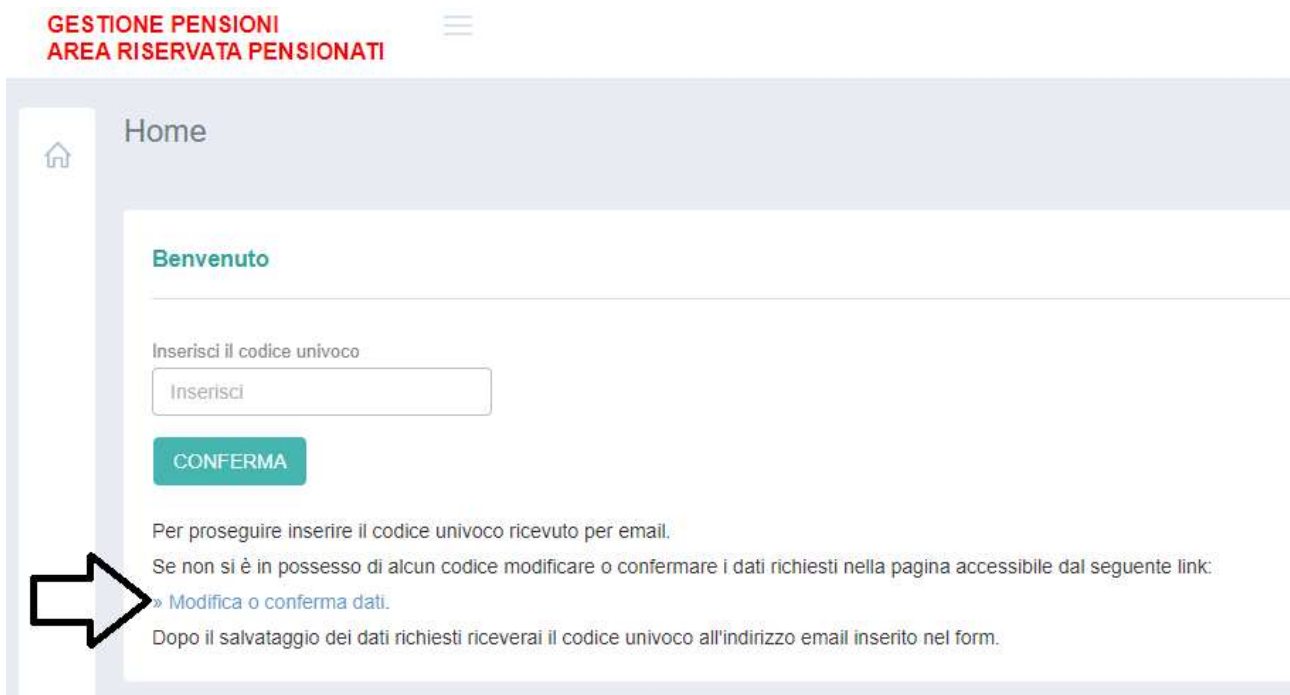 GESTIONE PENSIONI
AREA RISERVATA PENSIONATI
Home
Benvenuto
Inserisci il codice univoco
Inserisci
CONFERMA
Per proseguire inserire il codice univoco ricevuto per email.
Se non si è in possesso di alcun codice modificare o confermare i dati richiesti nella pagina accessibile dal seguente link:
» Modifica o conferma dati.
Dopo il salvataggio dei dati richiesti riceverai il codice univoco all'indirizzo email inserito nel form.